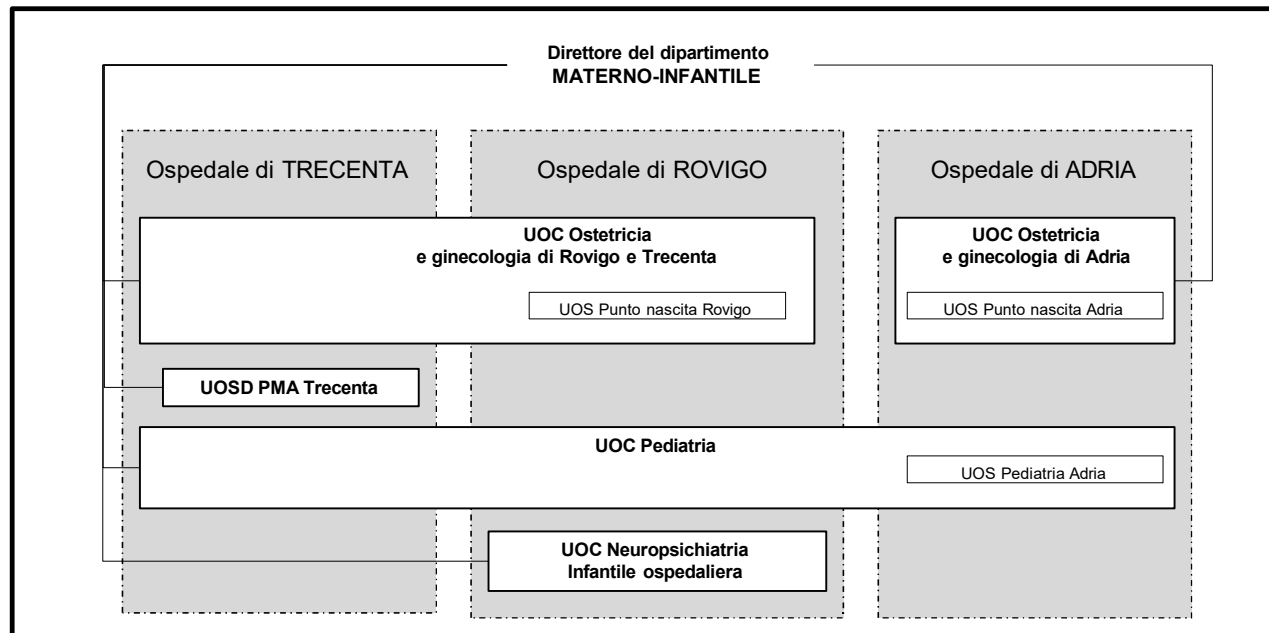 Direttore del dipartimento
MATERNO-INFANTILE
Ospedale di TRECENTA
Ospedale di ROVIGO
Ospedale di ADRIA
UOC Ostetricia
e ginecologia di Rovigo e Trecenta
UOS Punto nascita Rovigo
UOC Ostetricia
e ginecologia di Adria
UOS Punto nascita Adria
UOSD PMA Trecenta
UOC Pediatria
UOS Pediatria Adria
UOC Neuropsichiatria
Infantile ospedaliera